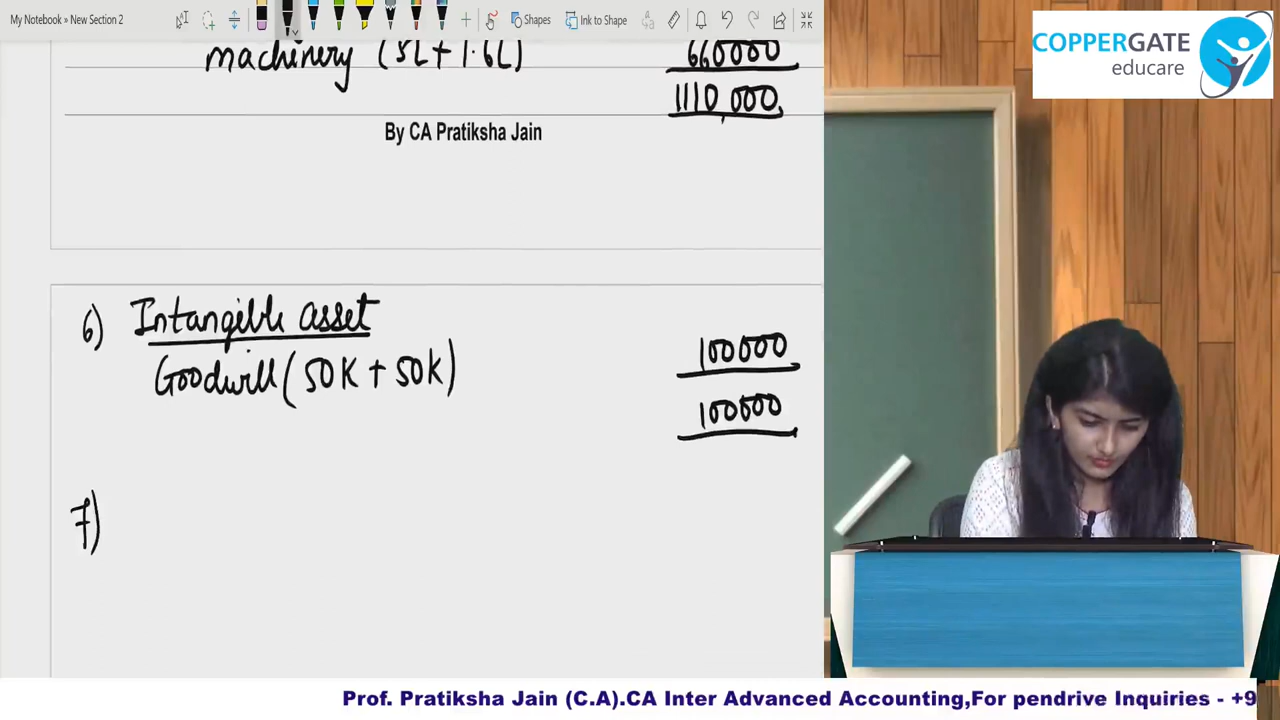 My Notebook » New Section 2
Shapes
Ink to Shape
COPPERGATE
educare
machinery (5L + 1.6L) 660000
1110,000
By CA Pratiksha Jain
6) Intangible asset
Goodwill (50K + 50K) 100000
100000
7)
Prof. Pratiksha Jain (C.A).CA Inter Advanced Accounting,For pendrive Inquiries - +9